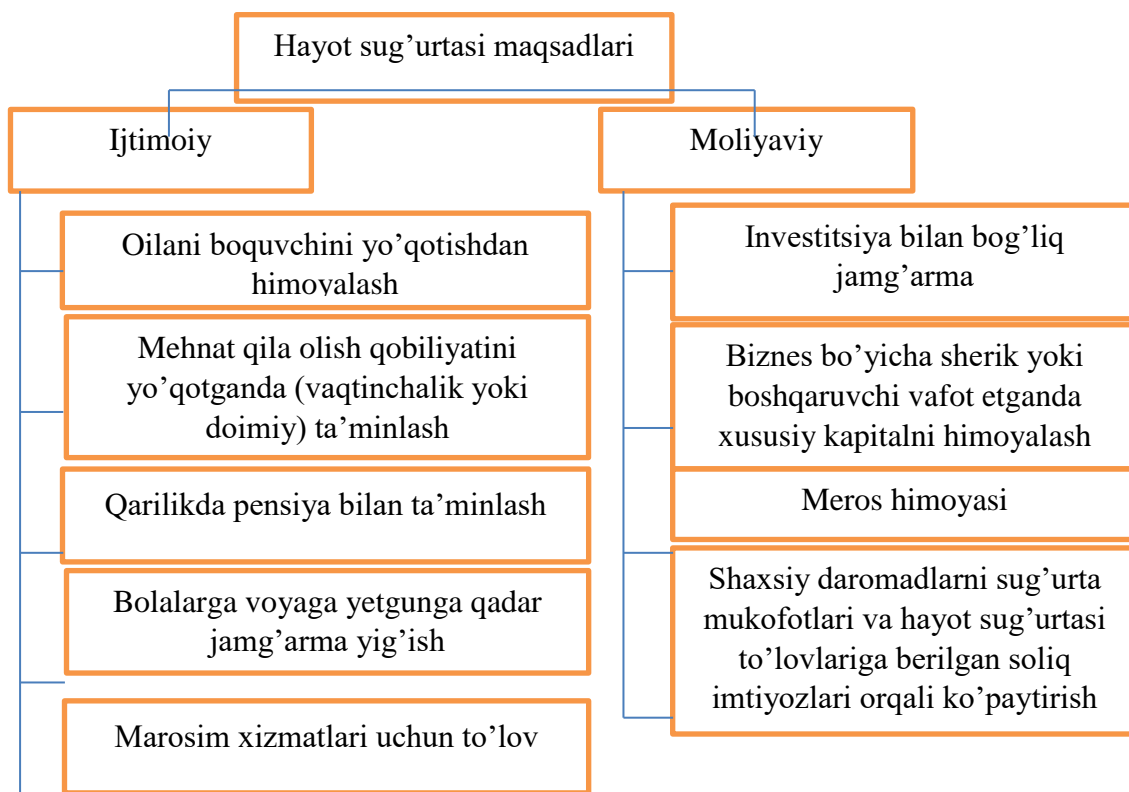 Hayot sug’urtasi maqsadlari
Ijtimoiy
Oilani boquvchini yo’qotishdan
himoyalash
Mehnat qila olish qobiliyatini
yo’qotganda (vaqtinchalik yoki
doimiy) ta’minlash
Qarilikda pensiya bilan ta’minlash
Bolalarga voyaga yetgunga qadar
jamg’arma yig’ish
Marosim xizmatlari uchun to’lov
Moliyaviy
Investitsiya bilan bog’liq
jamg’arma
Biznes bo’yicha sherik yoki
boshqaruvchi vafot etganda
xususiy kapitalni himoyalash
Meros himoyasi
Shaxsiy daromadlarni sug’urta
mukofotlari va hayot sug’urtasi
to’lovlariga berilgan soliq
imtiyozlari orqali ko’paytirish